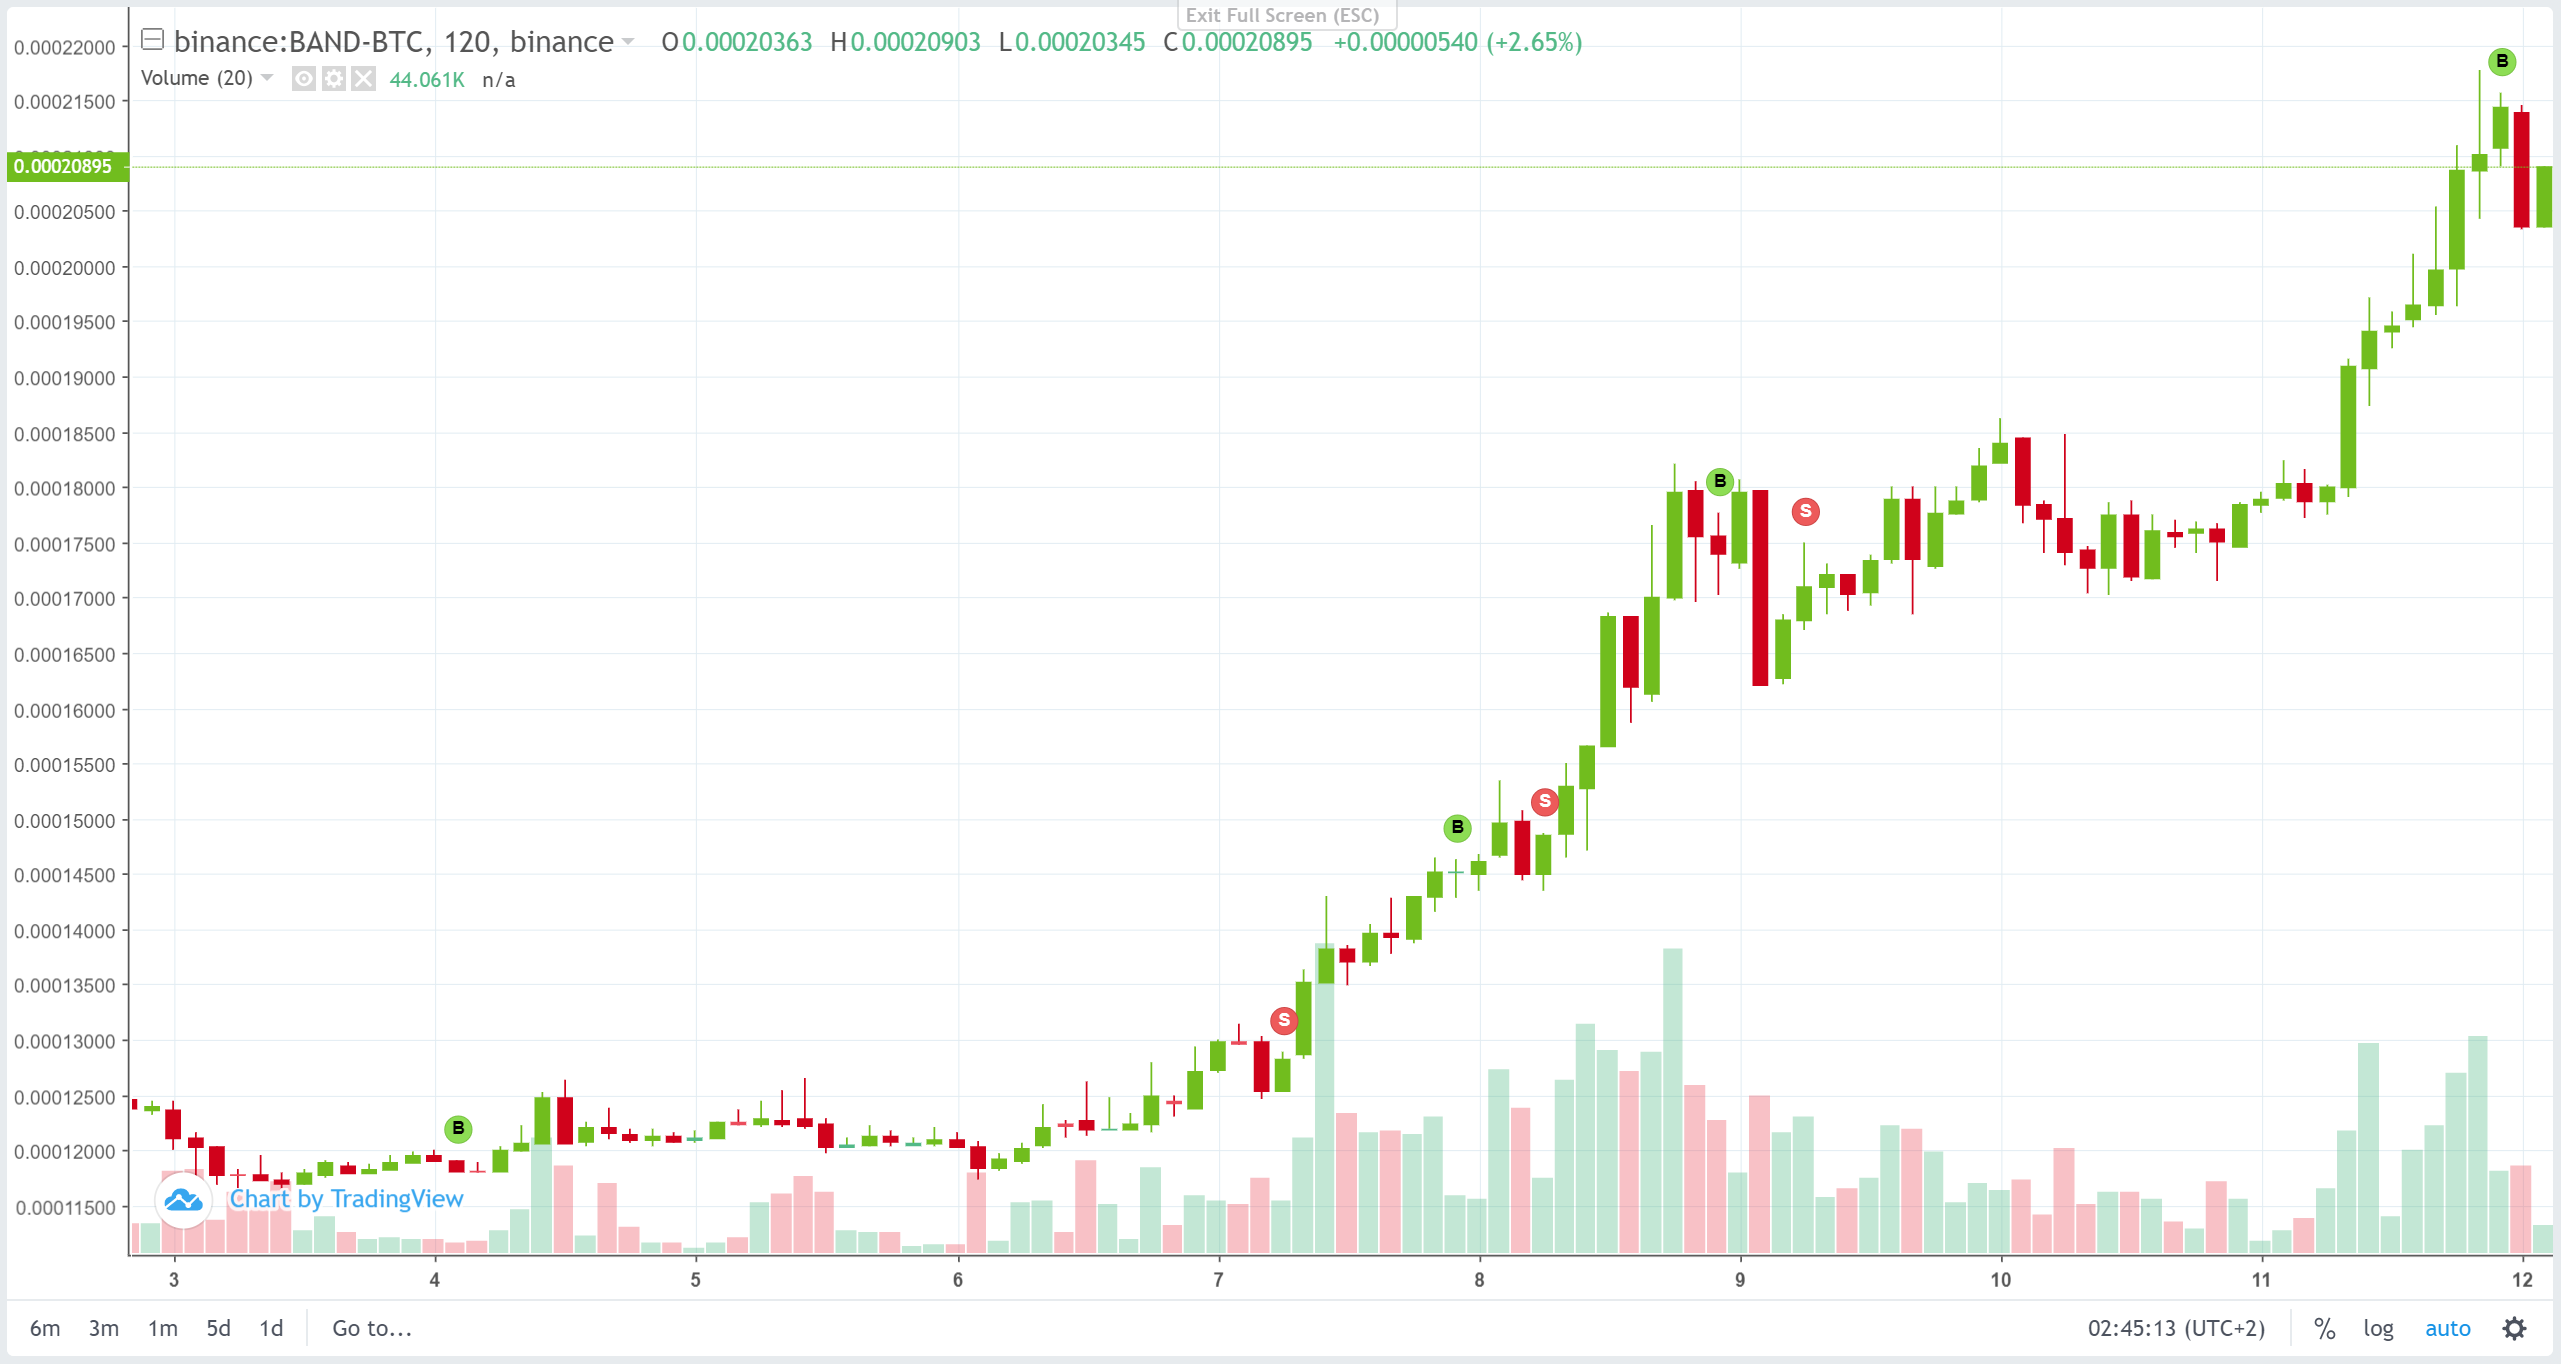 Exit Full Screen (ESC)
binance:BAND-BTC, 120, binance O 0.00020363 H 0.00020903 L 0.00020345 C 0.00020895 +0.00000540 (+2.65%)
Volume (20) 44.061K n/a
0.00022000
0.00021500
0.00020895
0.00020500
0.00020000
0.00019500
0.00019000
0.00018500
0.00018000
0.00017500
0.00017000
0.00016500
0.00016000
0.00015500
0.00015000
0.00014500
0.00014000
0.00013500
0.00013000
0.00012500
0.00012000
0.00011500
B
B
S
S
B
S
B
Chart by TradingView
3 4 5 6 7 8 9 10 11 12
6m 3m 1m 5d 1d Go to... 02:45:13 (UTC+2) % log auto